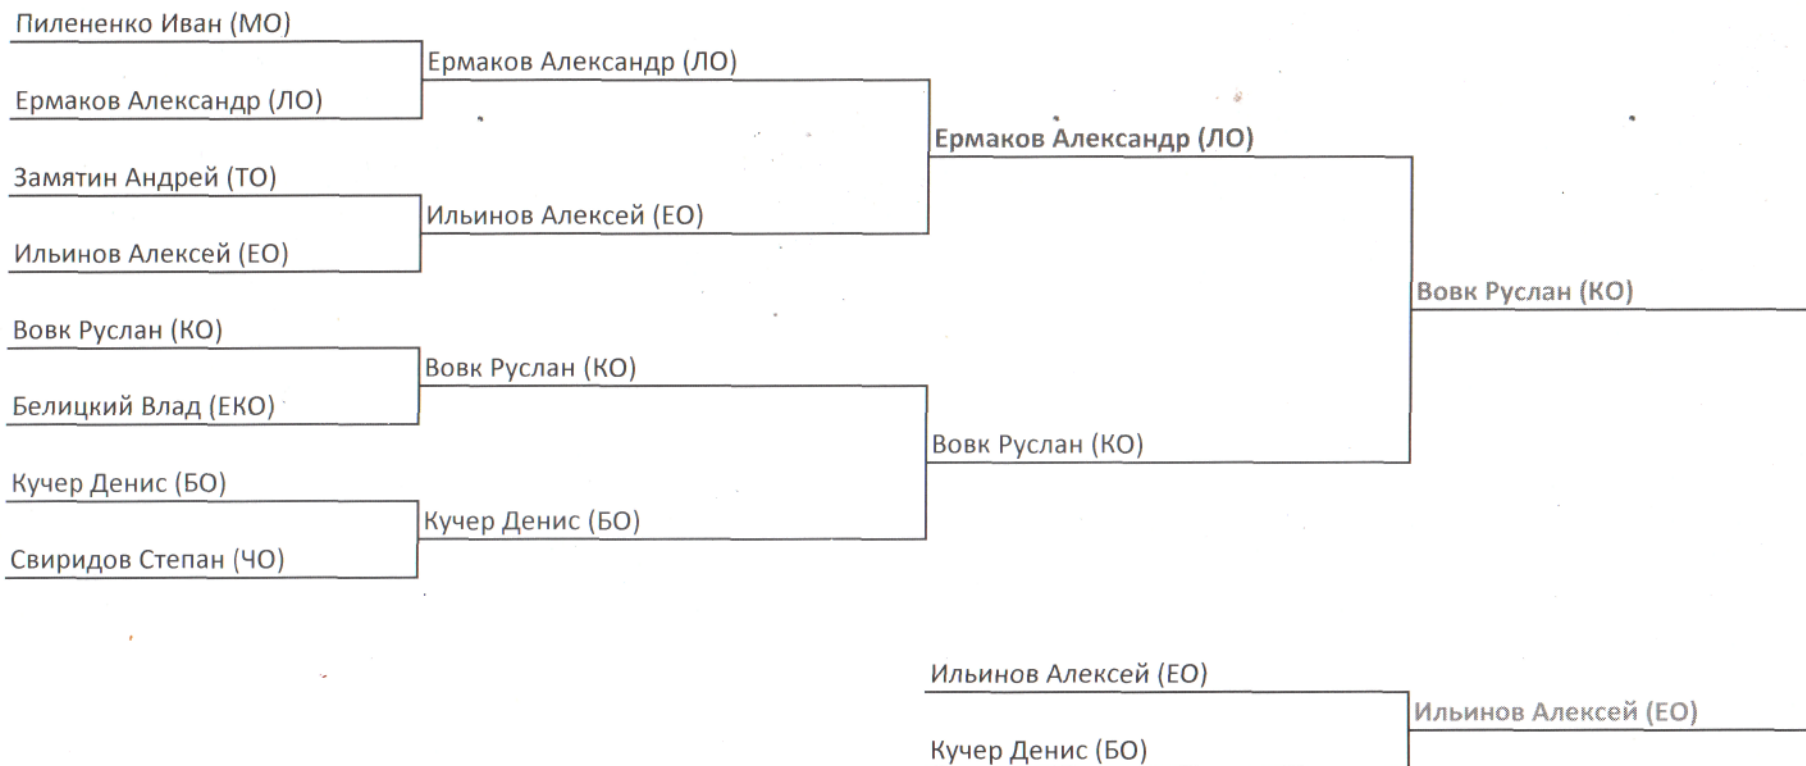 Пилененко Иван (МО)
Ермаков Александр (ЛО)
Ермаков Александр (ЛО)
Ермаков Александр (ЛО)
Замятин Андрей (ТО)
Ильинов Алексей (ЕО)
Ильинов Алексей (ЕО)
Вовк Руслан (КО)
Вовк Руслан (КО)
Вовк Руслан (КО)
Белицкий Влад (ЕКО)
Вовк Руслан (КО)
Кучер Денис (БО)
Кучер Денис (БО)
Свиридов Степан (ЧО)
Ильинов Алексей (ЕО)
Ильинов Алексей (ЕО)
Кучер Денис (БО)